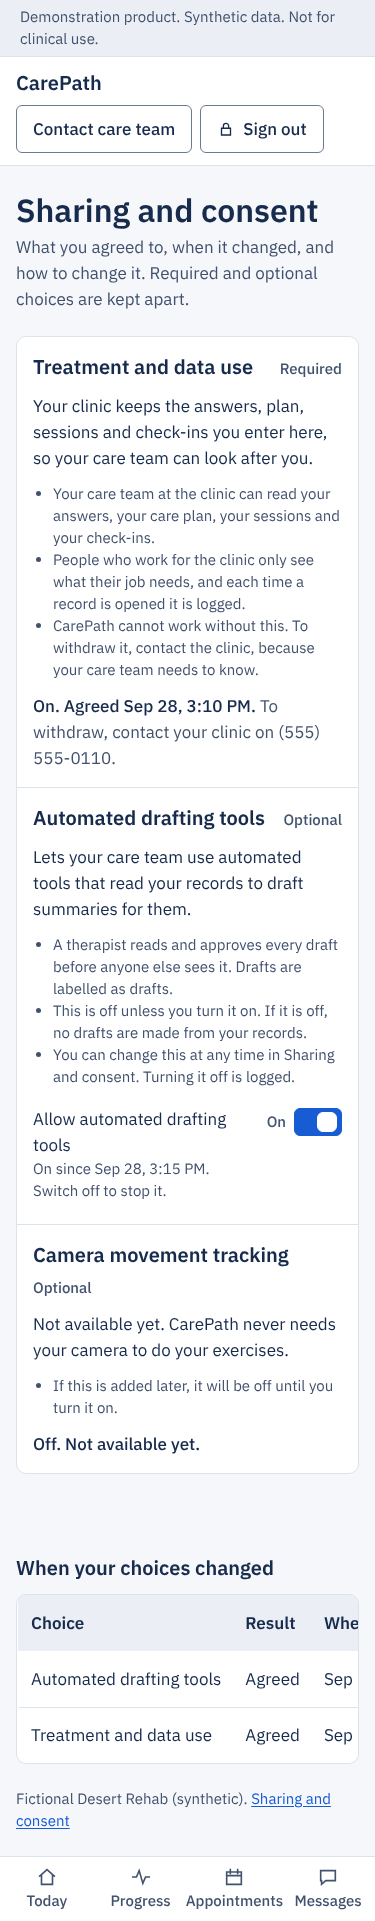 Demonstration product. Synthetic data. Not for
clinical use.
CarePath
Contact care team
Sign out
Sharing and consent
What you agreed to, when it changed, and
how to change it. Required and optional
choices are kept apart.
Treatment and data use Required
Your clinic keeps the answers, plan,
sessions and check-ins you enter here,
so your care team can look after you.
• Your care team at the clinic can read your
answers, your care plan, your sessions and
your check-ins.
• People who work for the clinic only see
what their job needs, and each time a
record is opened it is logged.
• CarePath cannot work without this. To
withdraw it, contact the clinic, because
your care team needs to know.
On. Agreed Sep 28, 3:10 PM. To
withdraw, contact your clinic on (555)
555-0110.
Automated drafting tools Optional
Lets your care team use automated
tools that read your records to draft
summaries for them.
• A therapist reads and approves every draft
before anyone else sees it. Drafts are
labelled as drafts.
• This is off unless you turn it on. If it is off,
no drafts are made from your records.
• You can change this at any time in Sharing
and consent. Turning it off is logged.
Allow automated drafting
tools
On
On since Sep 28, 3:15 PM.
Switch off to stop it.
Camera movement tracking
Optional
Not available yet. CarePath never needs
your camera to do your exercises.
• If this is added later, it will be off until you
turn it on.
Off. Not available yet.
When your choices changed
Choice Result Whe
Automated drafting tools Agreed Sep
Treatment and data use Agreed Sep
Fictional Desert Rehab (synthetic). Sharing and
consent
Today Progress Appointments Messages